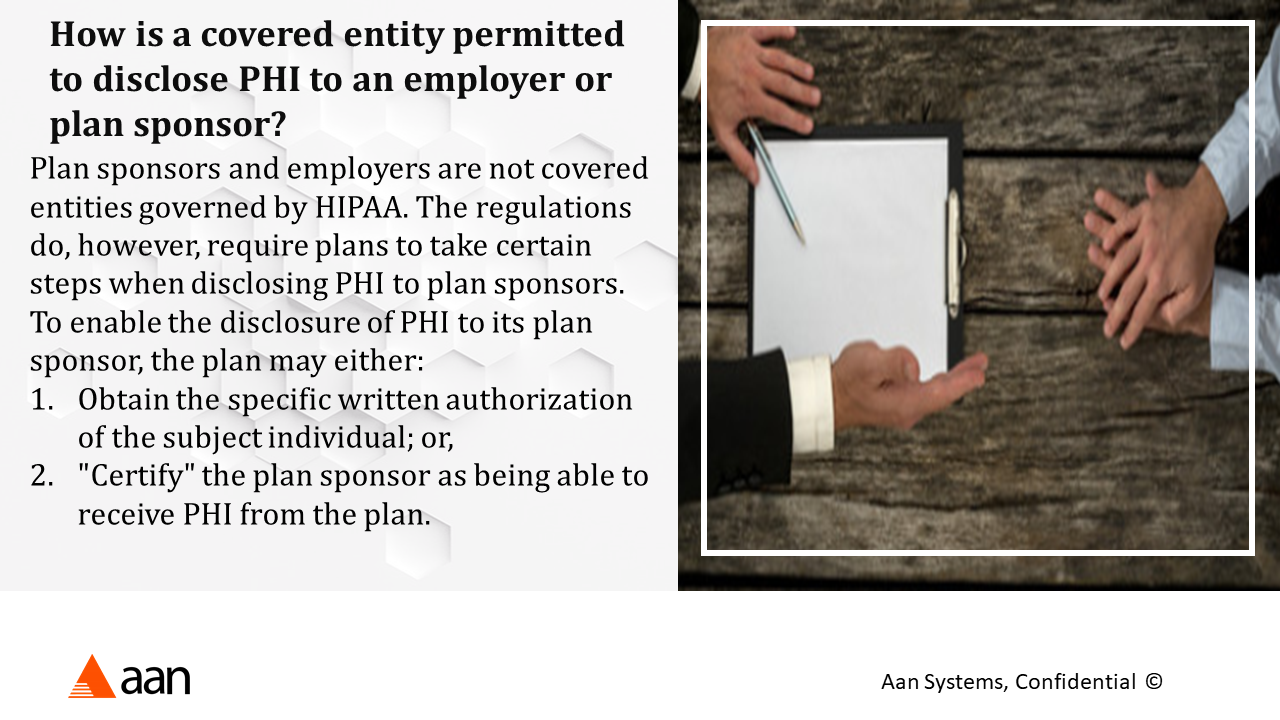 How is a covered entity permitted
to disclose PHI to an employer or
plan sponsor?
Plan sponsors and employers are not covered
entities governed by HIPAA. The regulations
do, however, require plans to take certain
steps when disclosing PHI to plan sponsors.
To enable the disclosure of PHI to its plan
sponsor, the plan may either:
1. Obtain the specific written authorization
of the subject individual; or,
2. "Certify" the plan sponsor as being able to
receive PHI from the plan.
aan
Aan Systems, Confidential ©